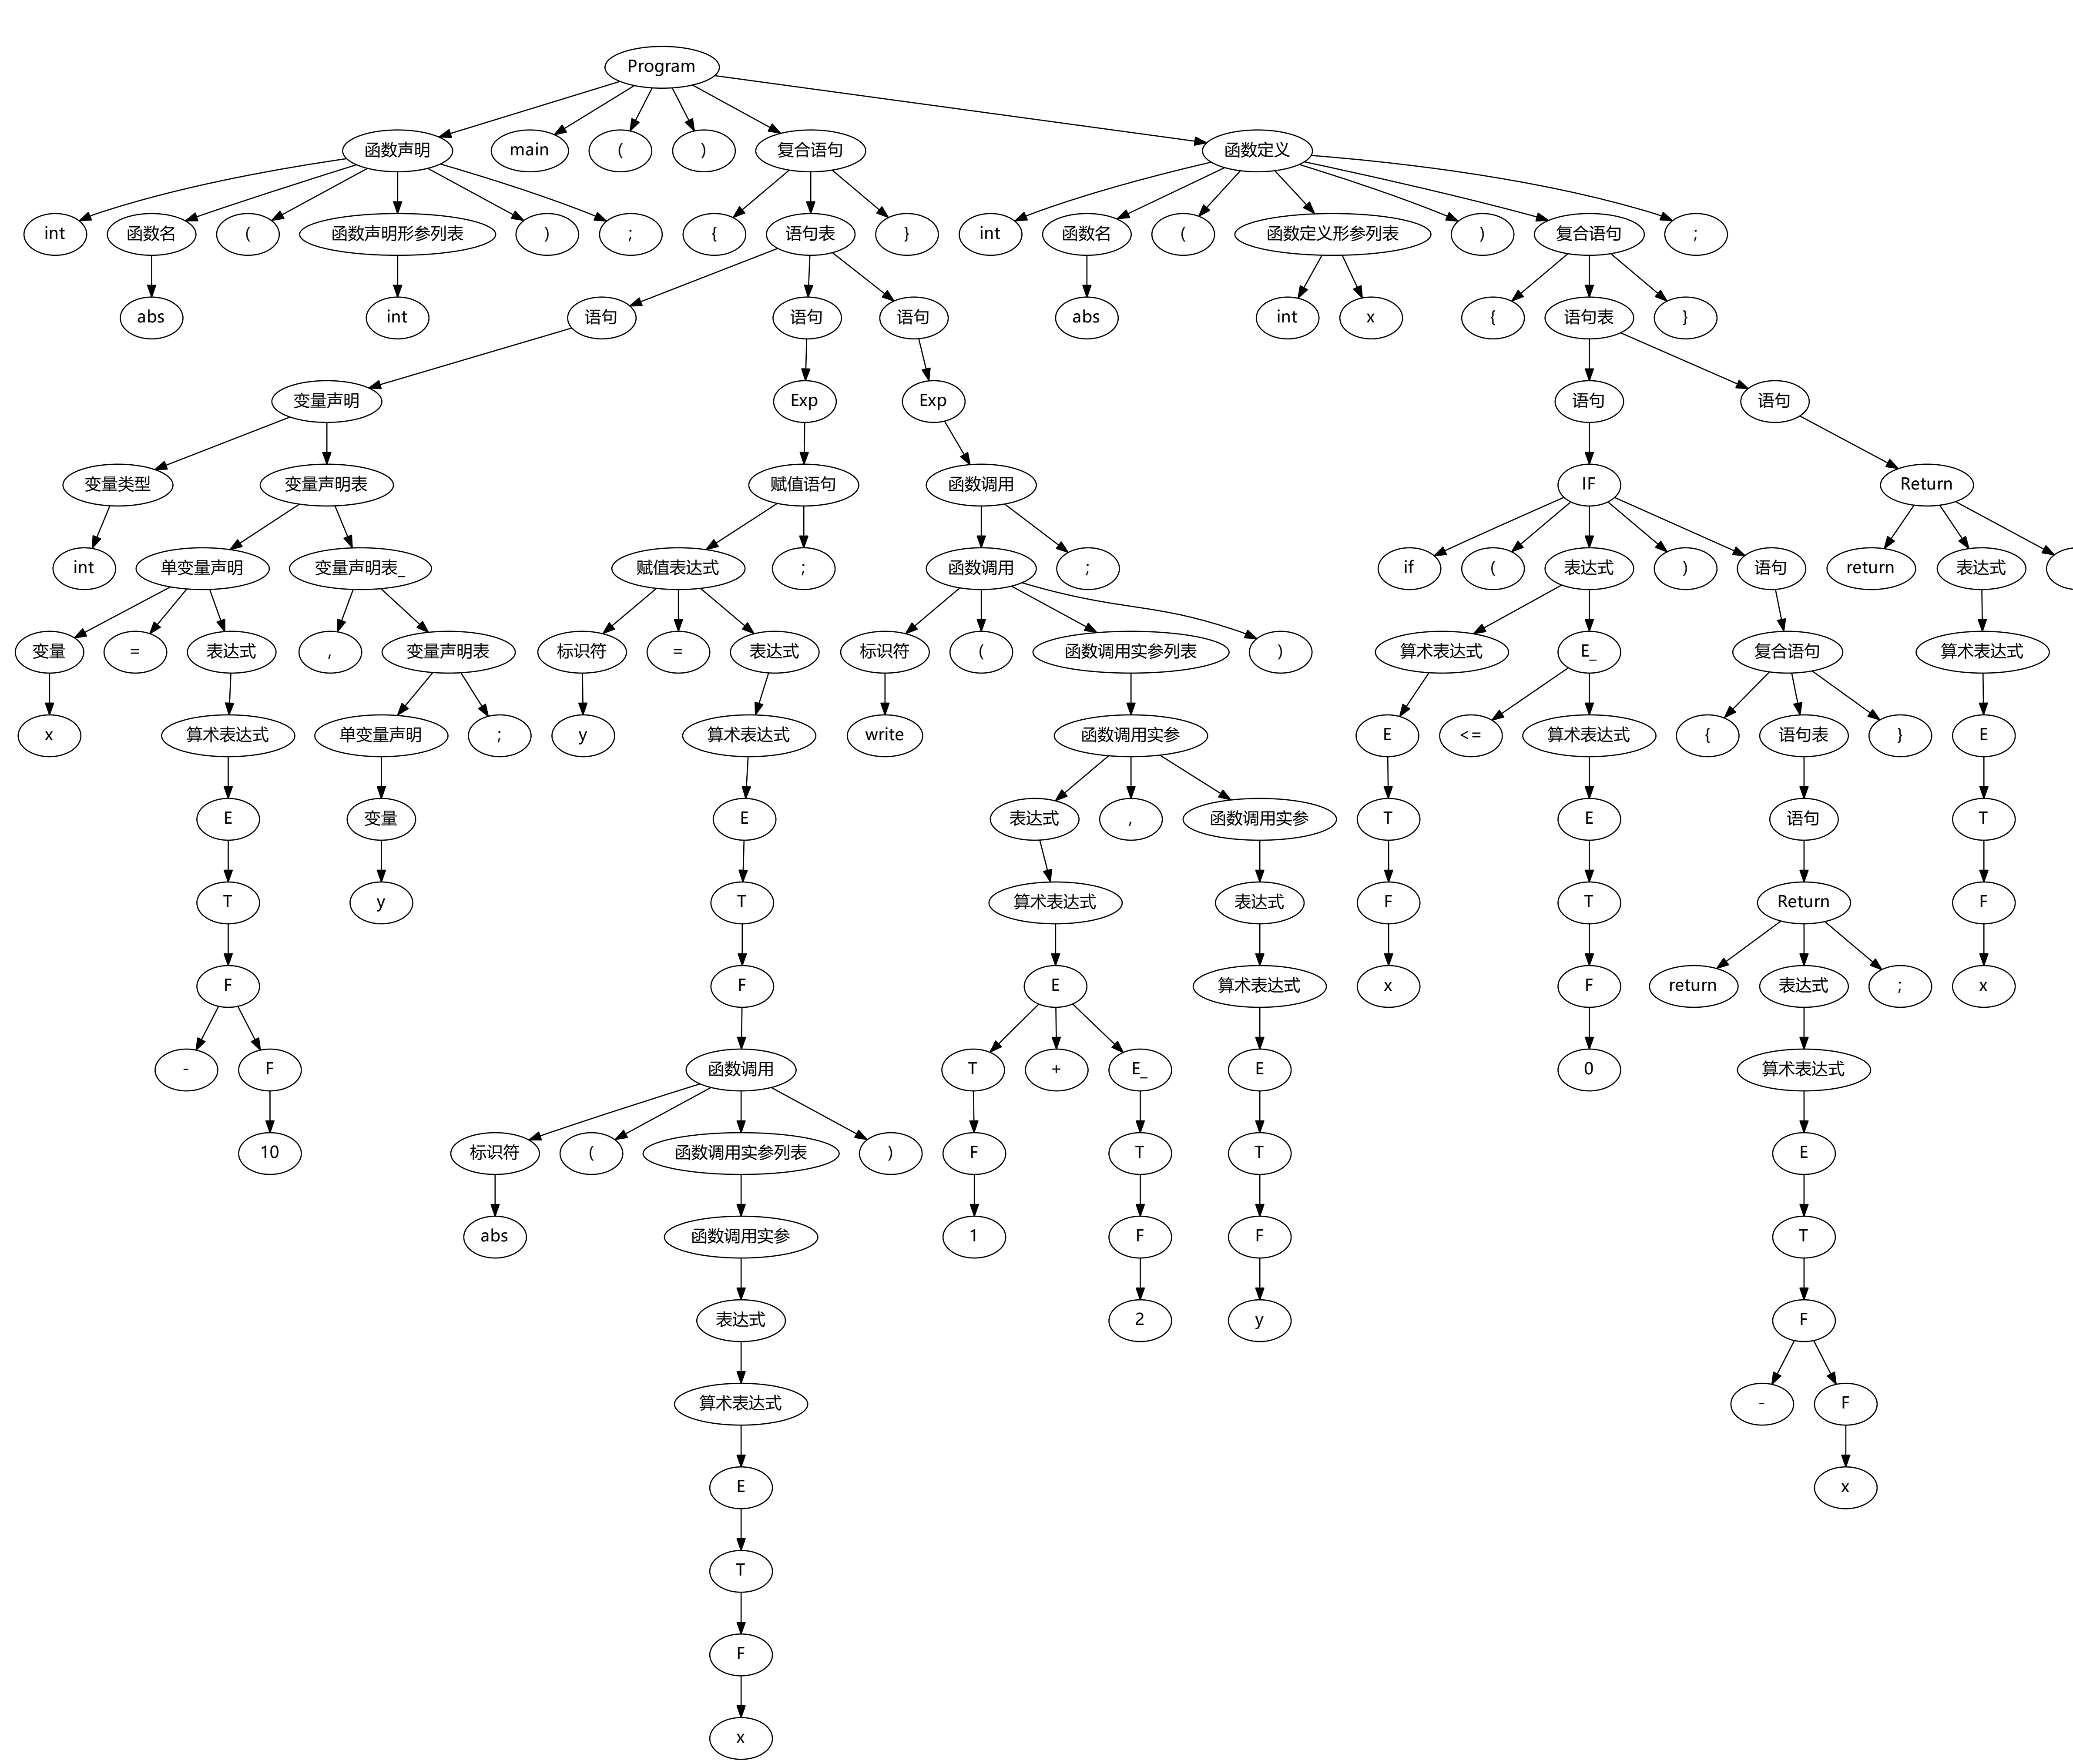 Program
函数声明 main ( ) 复合语句 函数定义
int 函数名 ( 函数声明形参列表 ) ; { 语句表 } int 函数名 ( 函数定义形参列表 ) 复合语句 ;
abs int 语句 语句 语句 abs int x { 语句表 }
变量声明 Exp Exp 语句 语句
变量类型 变量声明表 赋值语句 函数调用 IF Return
int 单变量声明 变量声明表_ 赋值表达式 ; 函数调用 ; if ( 表达式 ) 语句 return 表达式
变量 = 表达式 , 变量声明表 标识符 = 表达式 标识符 ( 函数调用实参列表 ) 算术表达式 E_ 复合语句 算术表达式
x 算术表达式 单变量声明 ; y 算术表达式 write 函数调用实参 E <= 算术表达式 { 语句表 } E
E 变量 E 表达式 , 函数调用实参 T E 语句 T
T y T 算术表达式 表达式 F T Return F
F F E 算术表达式 x F return 表达式 ; x
- F 函数调用 T + E_ E 0 算术表达式
10 标识符 ( 函数调用实参列表 ) F T T E
abs 函数调用实参 1 F F T
表达式 2 y F
算术表达式 - F
E x
T
F
x